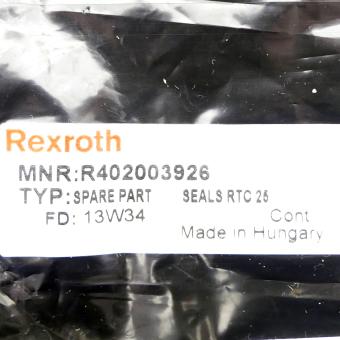 Rexroth
MNR:R402003926
TYP:SPARE PART SEALS RTC 25
FD: 13W34 Cont
Made in Hungary